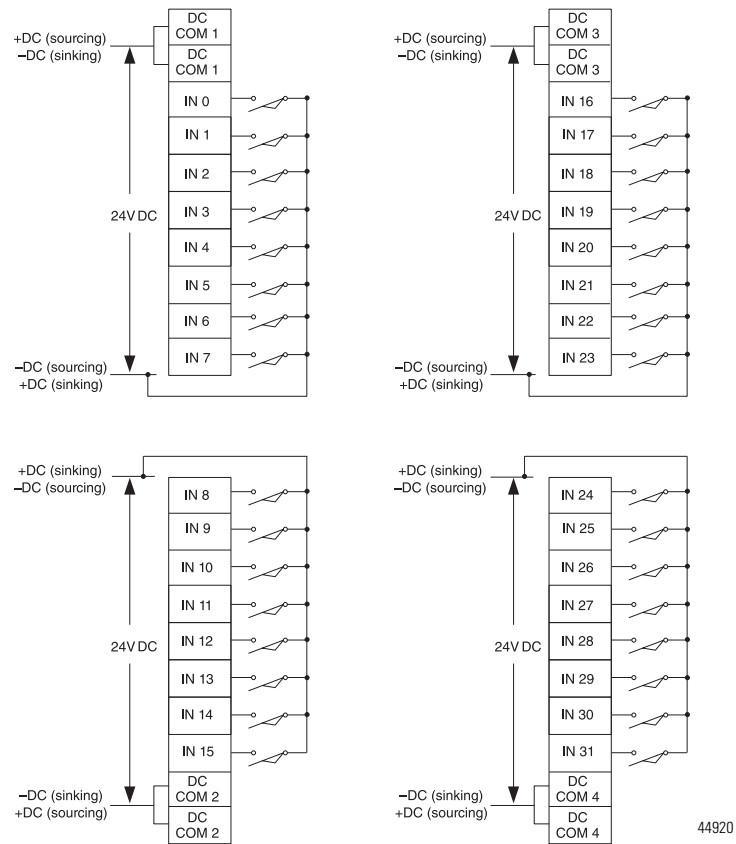 DC
COM 1
+DC (sourcing)
–DC (sinking)
DC
COM 1
IN 0
IN 1
IN 2
IN 3
24V DC
IN 4
IN 5
IN 6
IN 7
–DC (sourcing)
+DC (sinking)
DC
COM 3
+DC (sourcing)
–DC (sinking)
DC
COM 3
IN 16
IN 17
IN 18
IN 19
24V DC
IN 20
IN 21
IN 22
IN 23
–DC (sourcing)
+DC (sinking)
+DC (sinking)
–DC (sourcing)
IN 8
IN 9
IN 10
IN 11
24V DC
IN 12
IN 13
IN 14
IN 15
DC
COM 2
–DC (sinking)
+DC (sourcing)
DC
COM 2
+DC (sinking)
–DC (sourcing)
IN 24
IN 25
IN 26
IN 27
24V DC
IN 28
IN 29
IN 30
IN 31
DC
COM 4
–DC (sinking)
+DC (sourcing)
DC
COM 4
44920